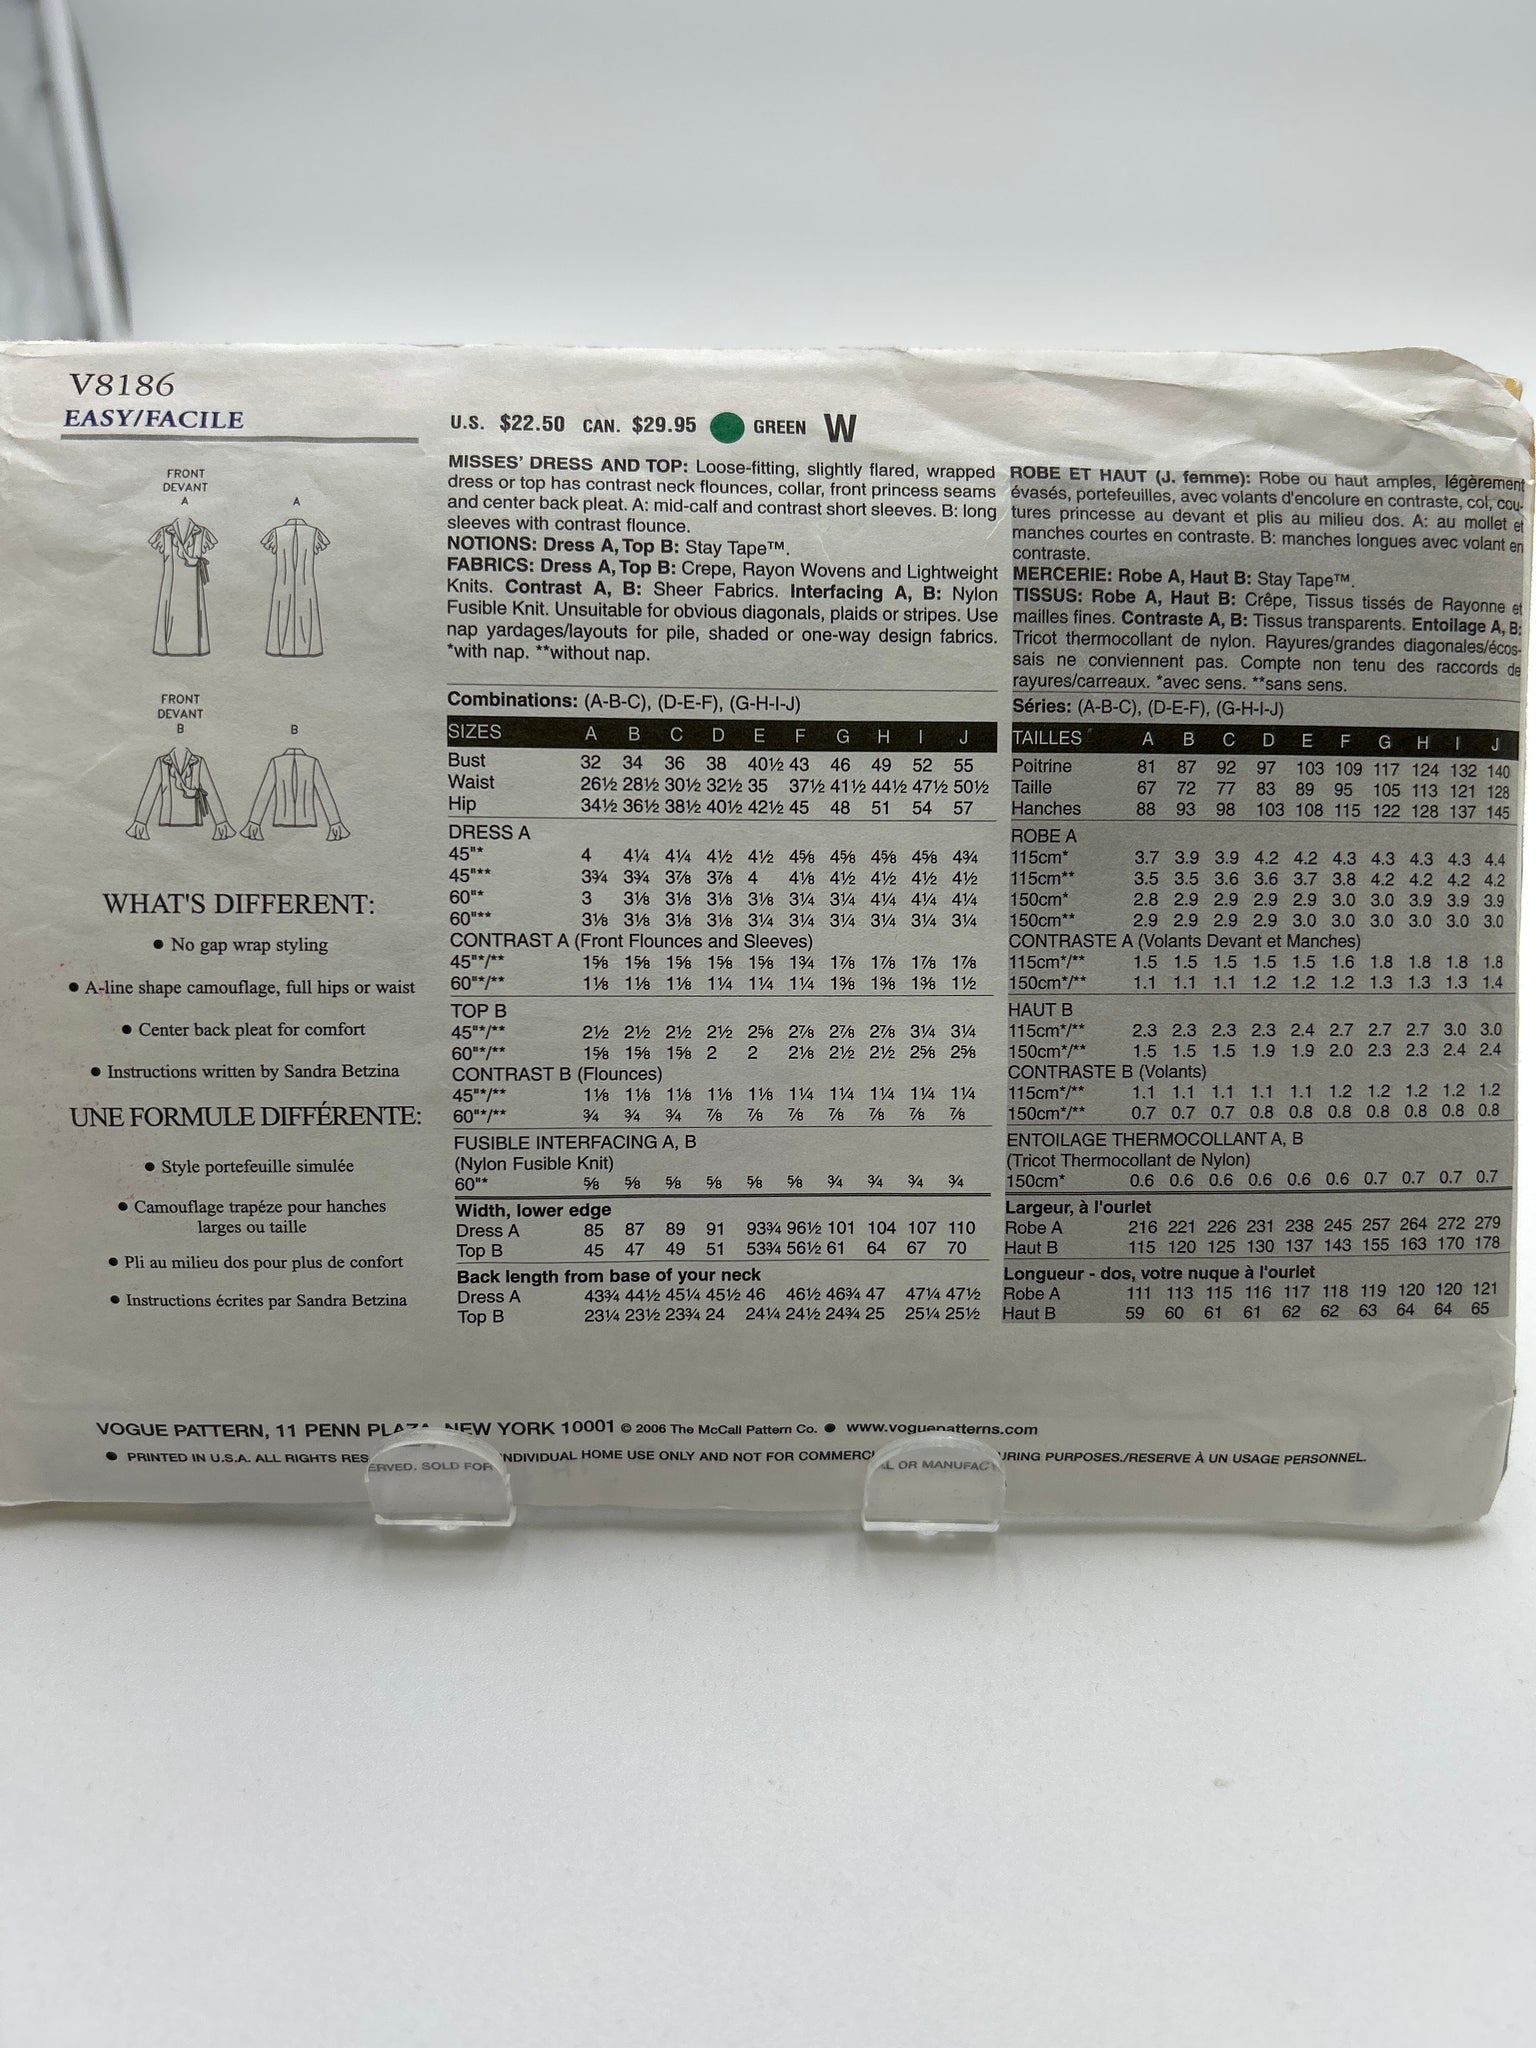 V8186
EASY/FACILE
FRONT
DEVANT
A
A
FRONT
DEVANT
B
B
WHAT'S DIFFERENT:
● No gap wrap styling
● A-line shape camouflage, full hips or waist
● Center back pleat for comfort
● Instructions written by Sandra Betzina
UNE FORMULE DIFFÉRENTE:
● Style portefeuille simulée
● Camouflage trapéze pour hanches
larges ou taille
● Pli au milieu dos pour plus de confort
● Instructions écrites par Sandra Betzina
U.S. $22.50 CAN. $29.95 GREEN W
MISSES' DRESS AND TOP: Loose-fitting, slightly flared, wrapped
dress or top has contrast neck flounces, collar, front princess seams
and center back pleat. A: mid-calf and contrast short sleeves. B: long
sleeves with contrast flounce.
NOTIONS: Dress A, Top B: Stay Tape™.
FABRICS: Dress A, Top B: Crepe, Rayon Wovens and Lightweight
Knits. Contrast A, B: Sheer Fabrics. Interfacing A, B: Nylon
Fusible Knit. Unsuitable for obvious diagonals, plaids or stripes. Use
nap yardages/layouts for pile, shaded or one-way design fabrics.
*with nap. **without nap.
Combinations: (A-B-C), (D-E-F), (G-H-I-J)
SIZES A B C D E F G H I J
Bust 32 34 36 38 40½ 43 46 49 52 55
Waist 26½ 28½ 30½ 32½ 35 37½ 41½ 44½ 47½ 50½
Hip 34½ 36½ 38½ 40½ 42½ 45 48 51 54 57
DRESS A
45"* 4 4¼ 4¼ 4½ 4½ 4⅝ 4⅝ 4⅝ 4⅝ 4¾
45"** 3¾ 3¾ 3⅞ 3⅞ 4 4⅛ 4½ 4½ 4½ 4½
60"* 3 3⅛ 3⅛ 3⅛ 3⅛ 3¼ 3¼ 4¼ 4¼ 4¼
60"** 3⅛ 3⅛ 3⅛ 3⅛ 3¼ 3¼ 3¼ 3¼ 3¼ 3¼
CONTRAST A (Front Flounces and Sleeves)
45"*/** 1⅝ 1⅝ 1⅝ 1⅝ 1⅝ 1¾ 1⅞ 1⅞ 1⅞ 1⅞
60"*/** 1⅛ 1⅛ 1⅛ 1¼ 1¼ 1¼ 1⅜ 1⅜ 1⅜ 1½
TOP B
45"*/** 2½ 2½ 2½ 2½ 2⅝ 2⅞ 2⅞ 2⅞ 3¼ 3¼
60"*/** 1⅝ 1⅝ 1⅝ 2 2 2⅛ 2½ 2½ 2⅝ 2⅝
CONTRAST B (Flounces)
45"*/** 1⅛ 1⅛ 1⅛ 1⅛ 1⅛ 1¼ 1¼ 1¼ 1¼ 1¼
60"*/** ¾ ¾ ¾ ⅞ ⅞ ⅞ ⅞ ⅞ ⅞ ⅞
FUSIBLE INTERFACING A, B
(Nylon Fusible Knit)
60"* ⅝ ⅝ ⅝ ⅝ ⅝ ⅝ ¾ ¾ ¾ ¾
Width, lower edge
Dress A 85 87 89 91 93¾ 96½ 101 104 107 110
Top B 45 47 49 51 53¾ 56½ 61 64 67 70
Back length from base of your neck
Dress A 43¾ 44½ 45¼ 45½ 46 46½ 46¾ 47 47¼ 47½
Top B 23¼ 23½ 23¾ 24 24¼ 24½ 24¾ 25 25¼ 25½
ROBE ET HAUT (J. femme): Robe ou haut amples, légèrement
évasés, portefeuilles, avec volants d'encolure en contraste, col, cou-
tures princesse au devant et plis au milieu dos. A: au mollet et
manches courtes en contraste. B: manches longues avec volant en
contraste.
MERCERIE: Robe A, Haut B: Stay Tape™.
TISSUS: Robe A, Haut B: Crêpe, Tissus tissés de Rayonne et
mailles fines. Contraste A, B: Tissus transparents. Entoilage A, B:
Tricot thermocollant de nylon. Rayures/grandes diagonales/écos-
sais ne conviennent pas. Compte non tenu des raccords de
rayures/carreaux. *avec sens. **sans sens.
Séries: (A-B-C), (D-E-F), (G-H-I-J)
TAILLES A B C D E F G H I J
Poitrine 81 87 92 97 103 109 117 124 132 140
Taille 67 72 77 83 89 95 105 113 121 128
Hanches 88 93 98 103 108 115 122 128 137 145
ROBE A
115cm* 3.7 3.9 3.9 4.2 4.2 4.3 4.3 4.3 4.3 4.4
115cm** 3.5 3.5 3.6 3.6 3.7 3.8 4.2 4.2 4.2 4.2
150cm* 2.8 2.9 2.9 2.9 2.9 3.0 3.0 3.9 3.9 3.9
150cm** 2.9 2.9 2.9 2.9 3.0 3.0 3.0 3.0 3.0 3.0
CONTRASTE A (Volants Devant et Manches)
115cm*/** 1.5 1.5 1.5 1.5 1.5 1.6 1.8 1.8 1.8 1.8
150cm*/** 1.1 1.1 1.1 1.2 1.2 1.2 1.3 1.3 1.3 1.4
HAUT B
115cm*/** 2.3 2.3 2.3 2.3 2.4 2.7 2.7 2.7 3.0 3.0
150cm*/** 1.5 1.5 1.5 1.9 1.9 2.0 2.3 2.3 2.4 2.4
CONTRASTE B (Volants)
115cm*/** 1.1 1.1 1.1 1.1 1.1 1.2 1.2 1.2 1.2 1.2
150cm*/** 0.7 0.7 0.7 0.8 0.8 0.8 0.8 0.8 0.8 0.8
ENTOILAGE THERMOCOLLANT A, B
(Tricot Thermocollant de Nylon)
150cm* 0.6 0.6 0.6 0.6 0.6 0.6 0.7 0.7 0.7 0.7
Largeur, à l'ourlet
Robe A 216 221 226 231 238 245 257 264 272 279
Haut B 115 120 125 130 137 143 155 163 170 178
Longueur - dos, votre nuque à l'ourlet
Robe A 111 113 115 116 117 118 119 120 120 121
Haut B 59 60 61 61 62 62 63 64 64 65
VOGUE PATTERN, 11 PENN PLAZA, NEW YORK 10001 © 2006 The McCall Pattern Co. ● www.voguepatterns.com
● PRINTED IN U.S.A. ALL RIGHTS RESERVED. SOLD FOR INDIVIDUAL HOME USE ONLY AND NOT FOR COMMERCIAL OR MANUFACTURING PURPOSES./RESERVE À UN USAGE PERSONNEL.